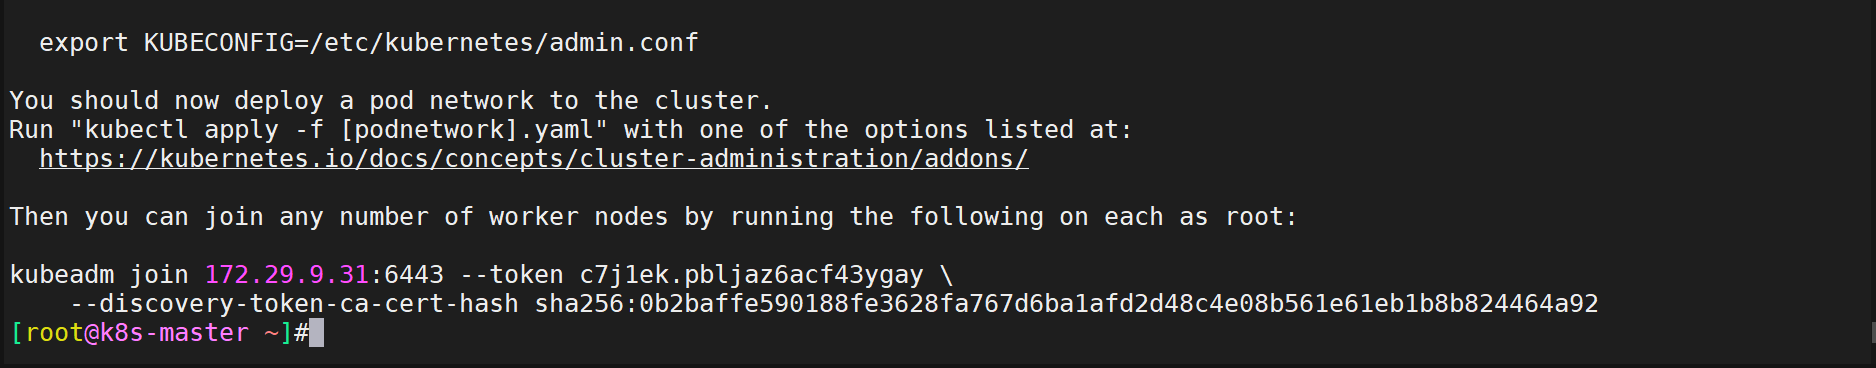 export KUBECONFIG=/etc/kubernetes/admin.conf
You should now deploy a pod network to the cluster.
Run "kubectl apply -f [podnetwork].yaml" with one of the options listed at:
https://kubernetes.io/docs/concepts/cluster-administration/addons/
Then you can join any number of worker nodes by running the following on each as root:
kubeadm join 172.29.9.31:6443 --token c7j1ek.pbljaz6acf43ygay \
--discovery-token-ca-cert-hash sha256:0b2baffe590188fe3628fa767d6ba1afd2d48c4e08b561e61eb1b8b824464a92
[root@k8s-master ~]#